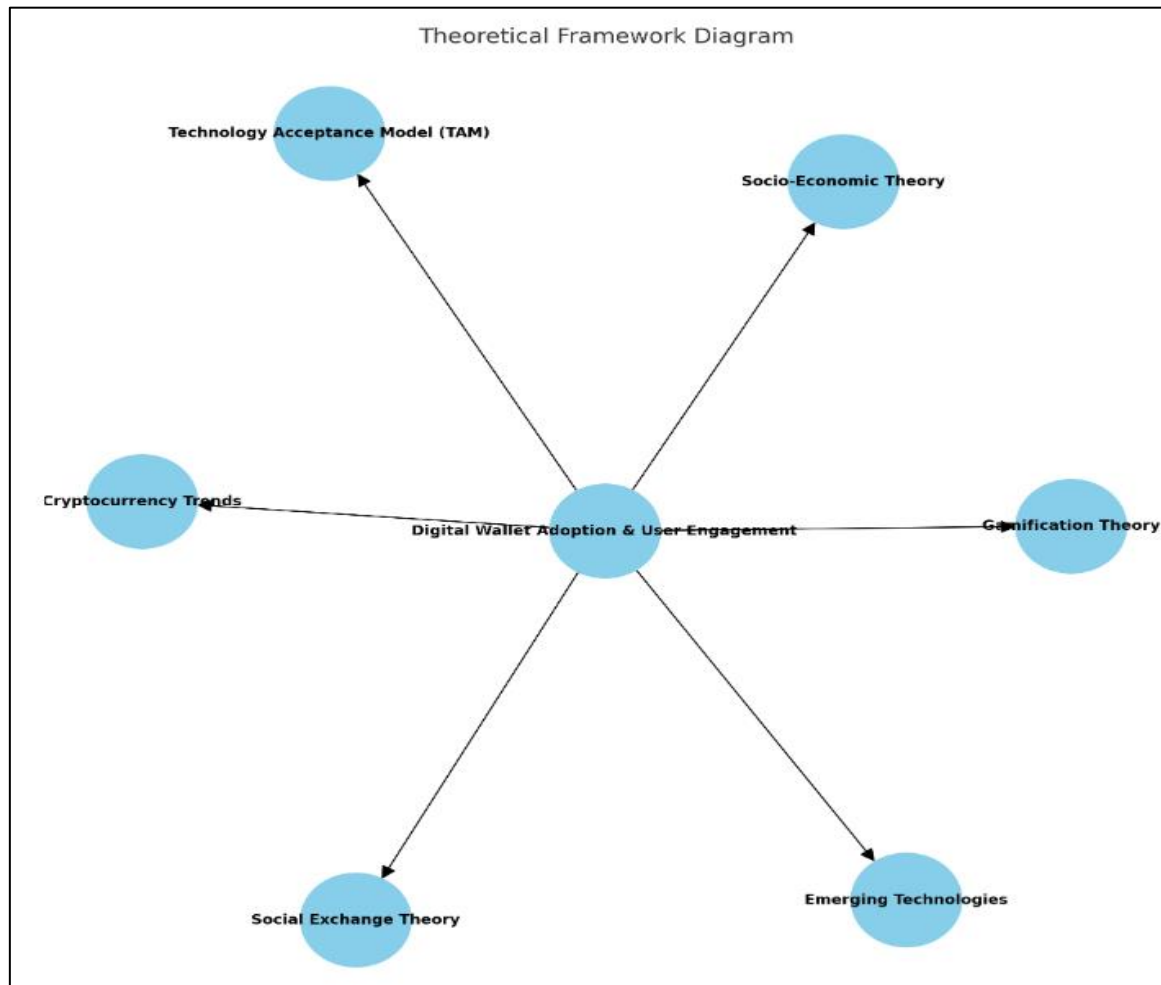 Theoretical Framework Diagram
Technology Acceptance Model (TAM)
Socio-Economic Theory
Cryptocurrency Trends
Digital Wallet Adoption & User Engagement
Gamification Theory
Social Exchange Theory
Emerging Technologies